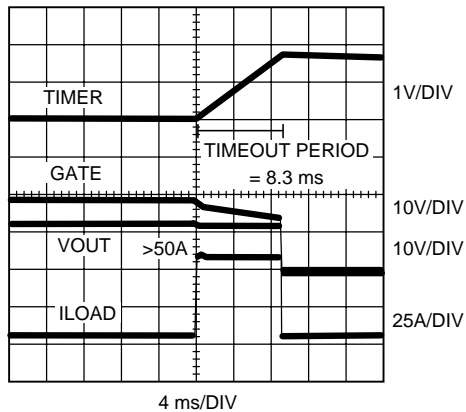 TIMER
1V/DIV
TIMEOUT PERIOD
= 8.3 ms
GATE
10V/DIV
VOUT
>50A
10V/DIV
ILOAD
25A/DIV
4 ms/DIV